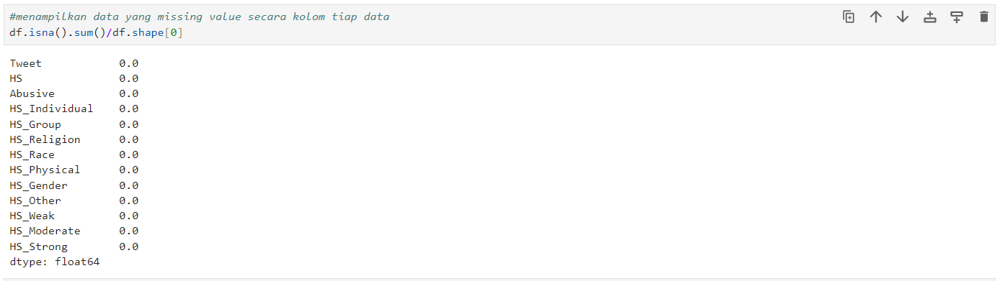 #menampilkan data yang missing value secara kolom tiap data
df.isna().sum()/df.shape[0]
Tweet 0.0
HS 0.0
Abusive 0.0
HS_Individual 0.0
HS_Group 0.0
HS_Religion 0.0
HS_Race 0.0
HS_Physical 0.0
HS_Gender 0.0
HS_Other 0.0
HS_Weak 0.0
HS_Moderate 0.0
HS_Strong 0.0
dtype: float64